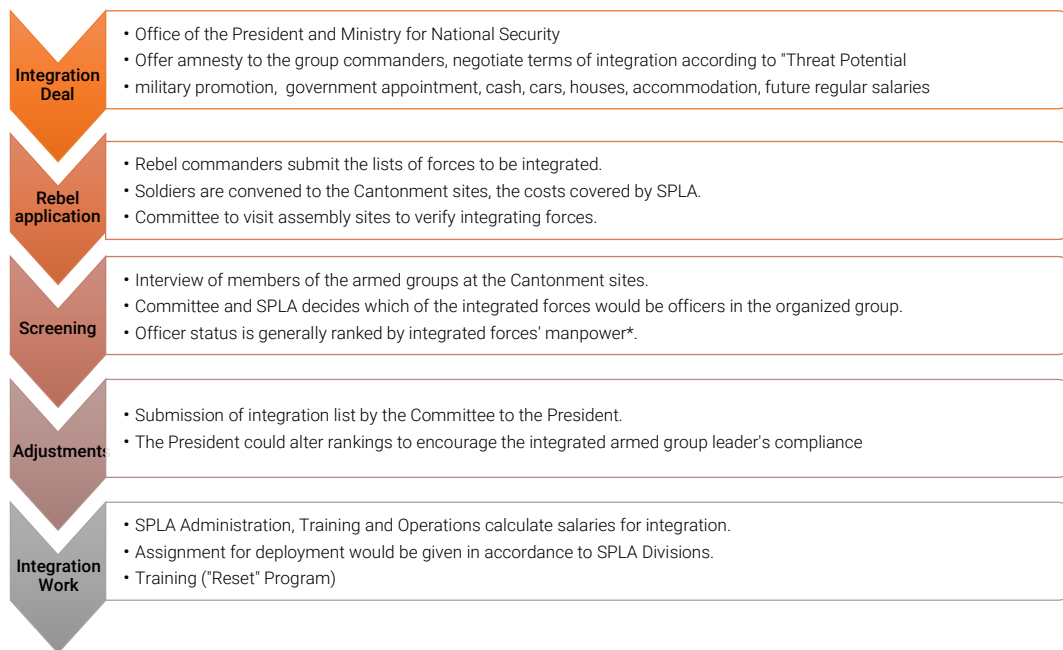 Integration
Deal
• Office of the President and Ministry for National Security
• Offer amnesty to the group commanders, negotiate terms of integration according to "Threat Potential
• military promotion, government appointment, cash, cars, houses, accommodation, future regular salaries
Rebel
application
• Rebel commanders submit the lists of forces to be integrated.
• Soldiers are convened to the Cantonment sites, the costs covered by SPLA.
• Committee to visit assembly sites to verify integrating forces.
Screening
• Interview of members of the armed groups at the Cantonment sites.
• Committee and SPLA decides which of the integrated forces would be officers in the organized group.
• Officer status is generally ranked by integrated forces' manpower*.
Adjustments
• Submission of integration list by the Committee to the President.
• The President could alter rankings to encourage the integrated armed group leader's compliance
Integration
Work
• SPLA Administration, Training and Operations calculate salaries for integration.
• Assignment for deployment would be given in accordance to SPLA Divisions.
• Training ("Reset" Program)